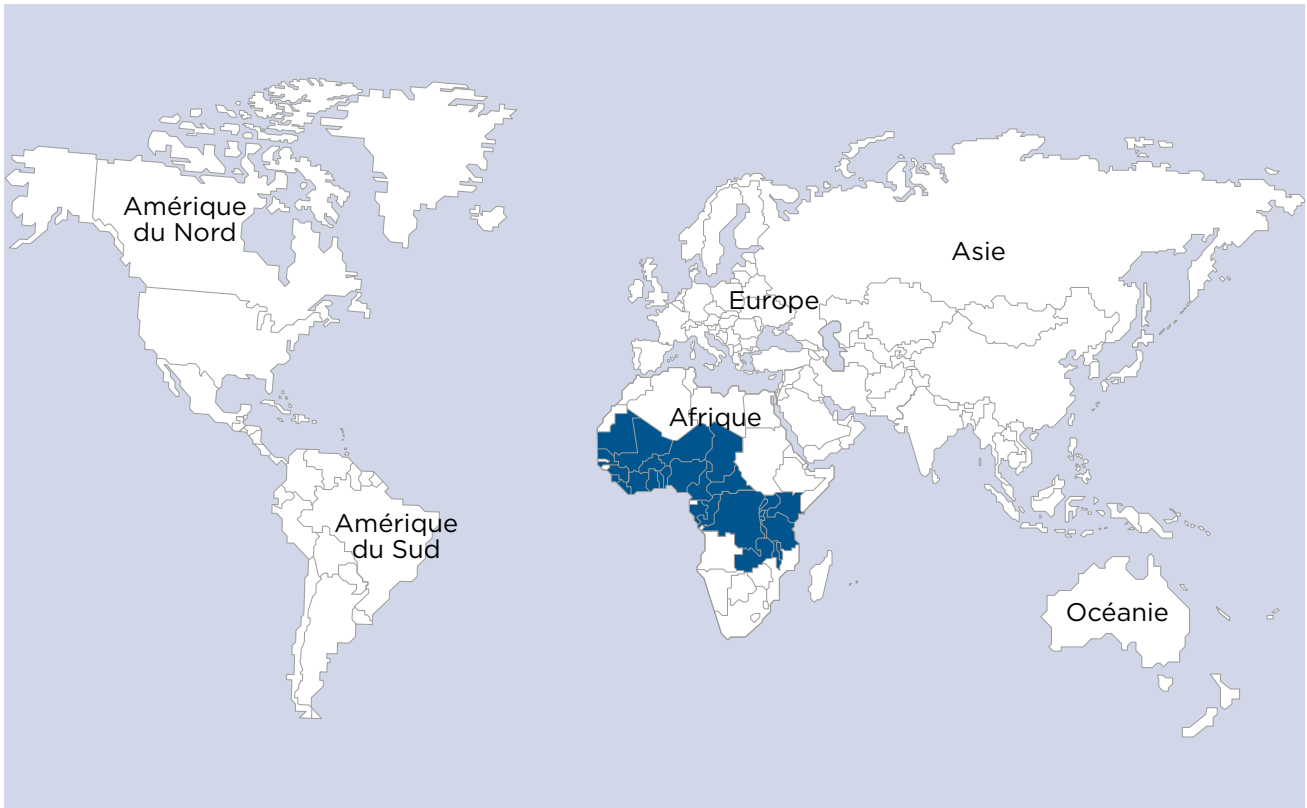 Amérique
du Nord
Asie
Europe
Afrique
Amérique
du Sud
Océanie